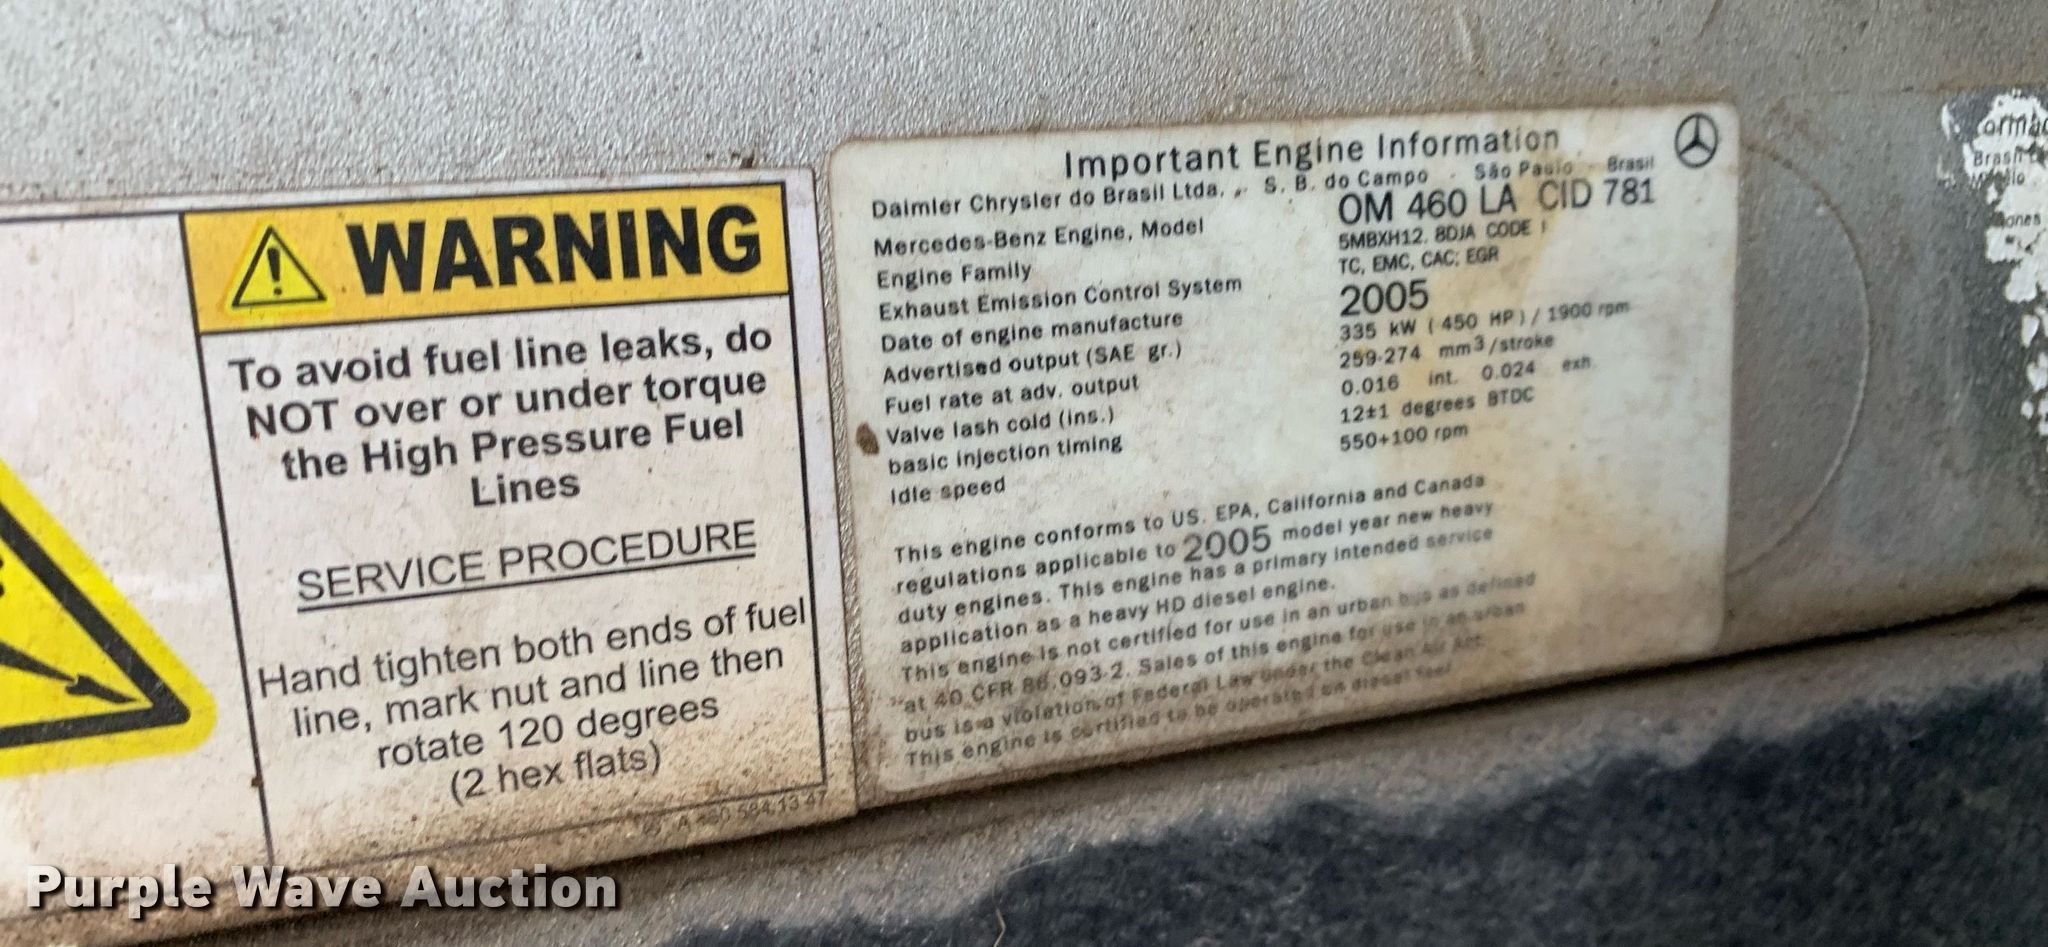 WARNING
To avoid fuel line leaks, do
NOT over or under torque
the High Pressure Fuel
Lines
SERVICE PROCEDURE
Hand tighten both ends of fuel
line, mark nut and line then
rotate 120 degrees
(2 hex flats)
584 13 47
Important Engine Information
Daimler Chrysler do Brasil Ltda. S. B. do Campo - São Paulo - Brasil
Mercedes-Benz Engine, Model OM 460 LA CID 781
Engine Family 5MBXH12. 8DJA CODE
Exhaust Emission Control System TC, EMC, CAC; EGR
Date of engine manufacture 2005
Advertised output (SAE gr.) 335 kW (450 HP) / 1900 rpm
Fuel rate at adv. output 259-274 mm3/stroke
Valve lash cold (ins.) 0.016 int. 0.024 exh.
basic injection timing 12±1 degrees BTDC
Idle speed 550+100 rpm
This engine conforms to US. EPA, California and Canada
regulations applicable to 2005 model year new heavy
duty engines. This engine has a primary intended service
application as a heavy HD diesel engine.
This engine is not certified for use in an urban bus as defined
at 40 CFR 86.093-2. Sales of this engine for use in an urban
bus is a violation of Federal Law under the Clean Air Act.
This engine is certified to be operated on diesel fuel
Brasil
ones
Purple Wave Auction